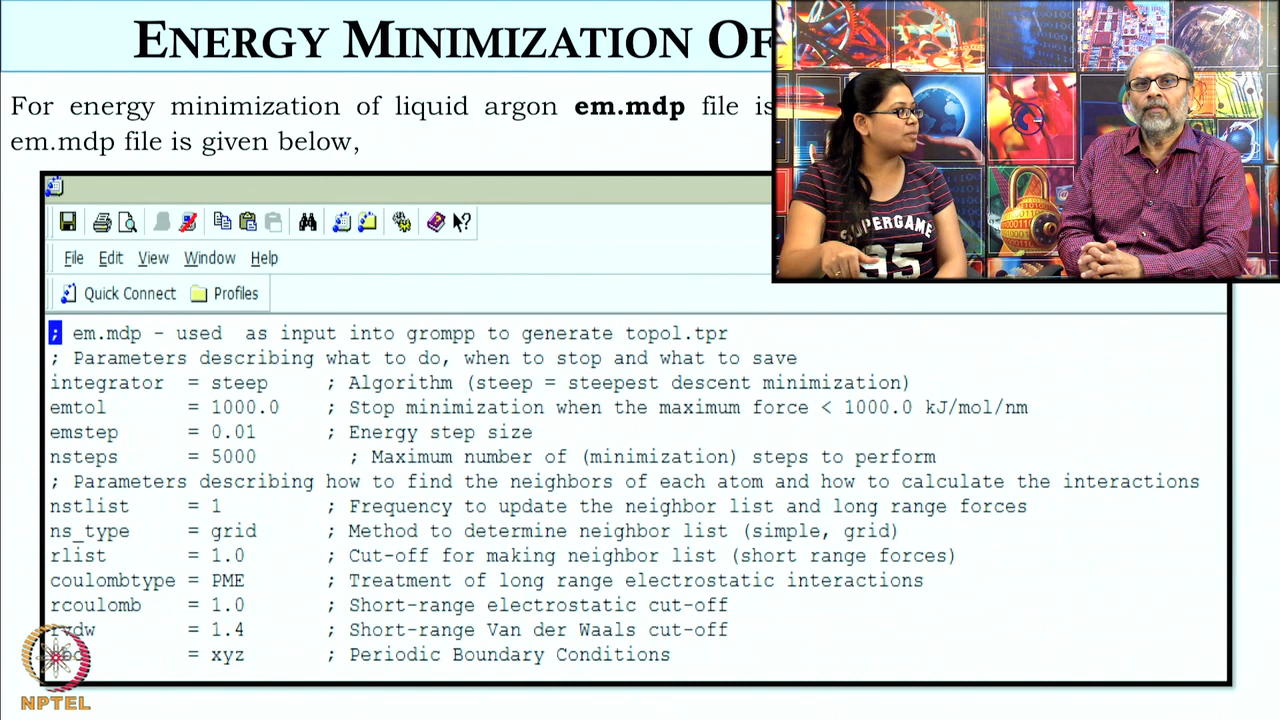 ENERGY MINIMIZATION OF
For energy minimization of liquid argon em.mdp file is
em.mdp file is given below,
File Edit View Window Help
Quick Connect Profiles
; em.mdp - used as input into grompp to generate topol.tpr
; Parameters describing what to do, when to stop and what to save
integrator = steep ; Algorithm (steep = steepest descent minimization)
emtol = 1000.0 ; Stop minimization when the maximum force < 1000.0 kJ/mol/nm
emstep = 0.01 ; Energy step size
nsteps = 5000 ; Maximum number of (minimization) steps to perform
; Parameters describing how to find the neighbors of each atom and how to calculate the interactions
nstlist = 1 ; Frequency to update the neighbor list and long range forces
ns_type = grid ; Method to determine neighbor list (simple, grid)
rlist = 1.0 ; Cut-off for making neighbor list (short range forces)
coulombtype = PME ; Treatment of long range electrostatic interactions
rcoulomb = 1.0 ; Short-range electrostatic cut-off
rvdw = 1.4 ; Short-range Van der Waals cut-off
= xyz ; Periodic Boundary Conditions
NPTEL
SUPERGAME
95